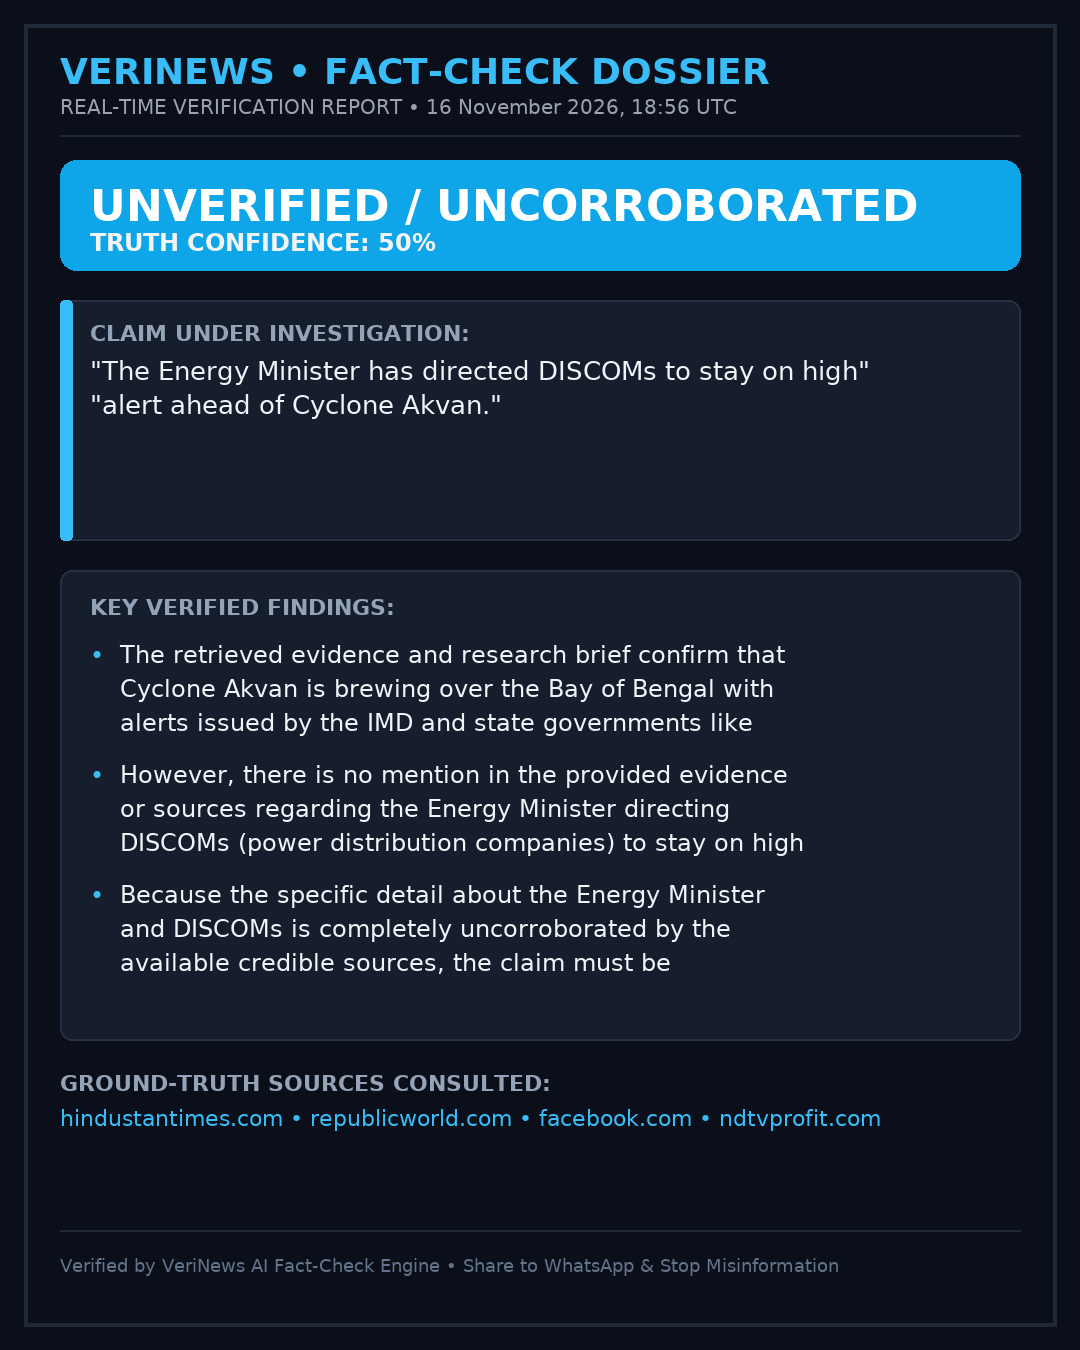 VERINEWS • FACT-CHECK DOSSIER
REAL-TIME VERIFICATION REPORT • 16 November 2026, 18:56 UTC
UNVERIFIED / UNCORROBORATED
TRUTH CONFIDENCE: 50%
CLAIM UNDER INVESTIGATION:
"The Energy Minister has directed DISCOMs to stay on high"
"alert ahead of Cyclone Akvan."
KEY VERIFIED FINDINGS:
• The retrieved evidence and research brief confirm that
Cyclone Akvan is brewing over the Bay of Bengal with
alerts issued by the IMD and state governments like
• However, there is no mention in the provided evidence
or sources regarding the Energy Minister directing
DISCOMs (power distribution companies) to stay on high
• Because the specific detail about the Energy Minister
and DISCOMs is completely uncorroborated by the
available credible sources, the claim must be
GROUND-TRUTH SOURCES CONSULTED:
hindustantimes.com • republicworld.com • facebook.com • ndtvprofit.com
Verified by VeriNews AI Fact-Check Engine • Share to WhatsApp & Stop Misinformation